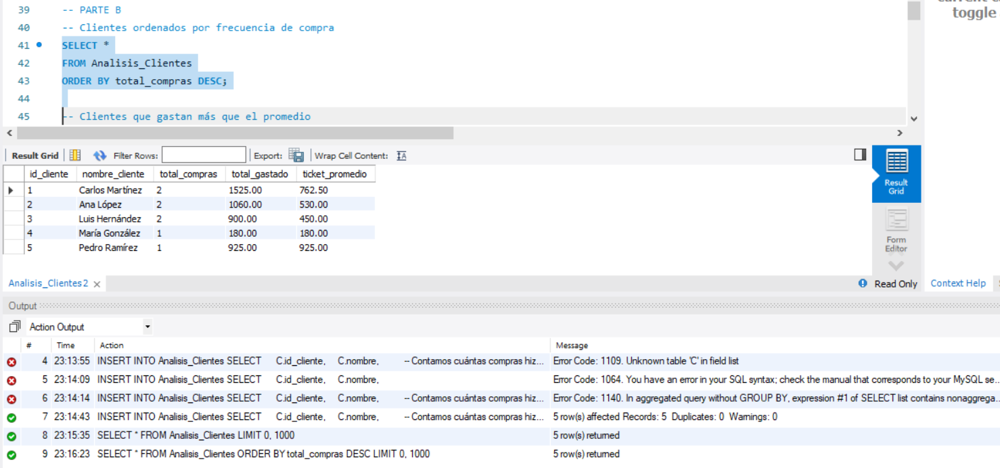 toggle
39 -- PARTE B
40 -- Clientes ordenados por frecuencia de compra
41 SELECT *
42 FROM Analisis_Clientes
43 ORDER BY total_compras DESC;
44
45 -- Clientes que gastan más que el promedio
Result Grid Filter Rows: Export: Wrap Cell Content: IA
id_cliente nombre_cliente total_compras total_gastado ticket_promedio
1 Carlos Martínez 2 1525.00 762.50
2 Ana López 2 1060.00 530.00
3 Luis Hernández 2 900.00 450.00
4 María González 1 180.00 180.00
5 Pedro Ramírez 1 925.00 925.00
Result
Grid
Form
Editor
Analisis_Clientes2 Read Only Context Help
Output
Action Output
# Time Action Message
4 23:13:55 INSERT INTO Analisis_Clientes SELECT C.id_cliente, C.nombre, -- Contamos cuántas compras hiz... Error Code: 1109. Unknown table 'C' in field list
5 23:14:09 INSERT INTO Analisis_Clientes SELECT C.id_cliente, C.nombre, Error Code: 1064. You have an error in your SQL syntax; check the manual that corresponds to your MySQL se...
6 23:14:14 INSERT INTO Analisis_Clientes SELECT C.id_cliente, C.nombre, -- Contamos cuántas compras hiz... Error Code: 1140. In aggregated query without GROUP BY, expression #1 of SELECT list contains nonaggrega...
7 23:14:43 INSERT INTO Analisis_Clientes SELECT C.id_cliente, C.nombre, -- Contamos cuántas compras hiz... 5 row(s) affected Records: 5 Duplicates: 0 Warnings: 0
8 23:15:35 SELECT * FROM Analisis_Clientes LIMIT 0, 1000 5 row(s) returned
9 23:16:23 SELECT * FROM Analisis_Clientes ORDER BY total_compras DESC LIMIT 0, 1000 5 row(s) returned